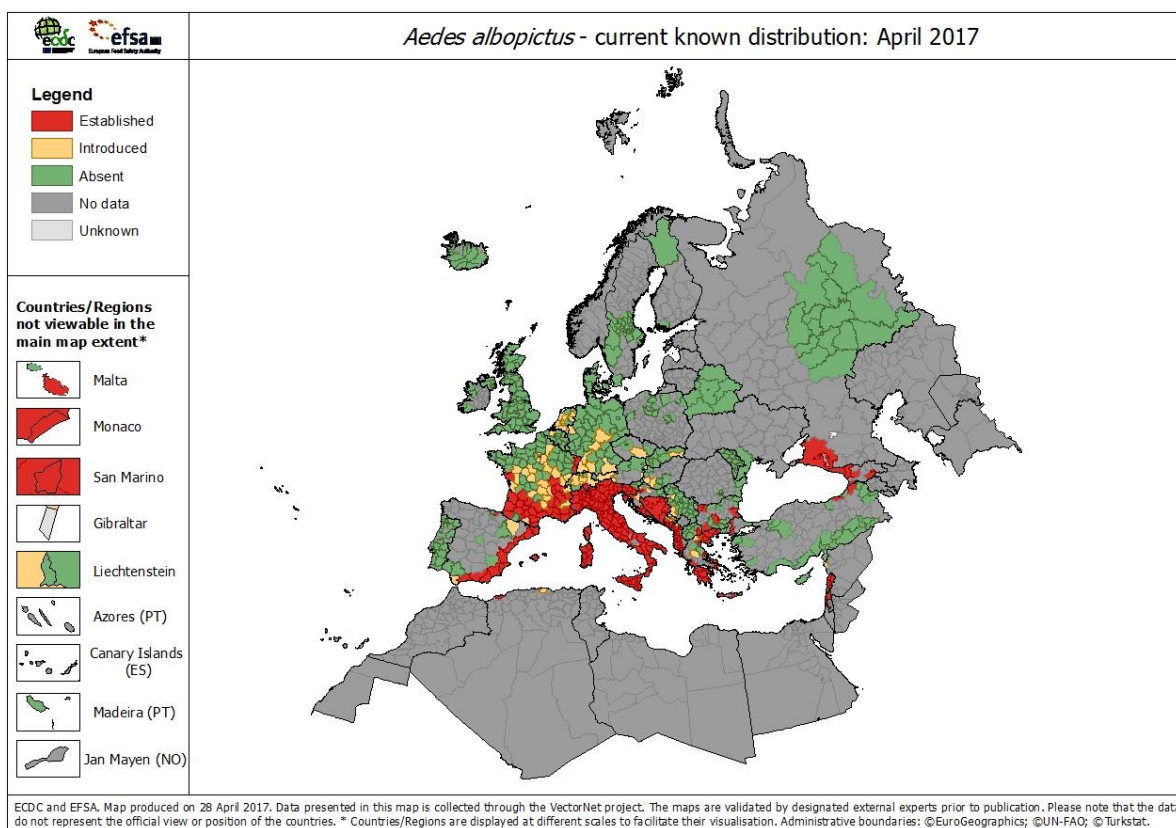 ecdc
efsa
European Food Safety Authority
Aedes albopictus - current known distribution: April 2017
Legend
Established
Introduced
Absent
No data
Unknown
Countries/Regions
not viewable in the
main map extent*
Malta
Monaco
San Marino
Gibraltar
Liechtenstein
Azores (PT)
Canary Islands
(ES)
Madeira (PT)
Jan Mayen (NO)
ECDC and EFSA. Map produced on 28 April 2017. Data presented in this map is collected through the VectorNet project. The maps are validated by designated external experts prior to publication. Please note that the data
do not represent the official view or position of the countries. * Countries/Regions are displayed at different scales to facilitate their visualisation. Administrative boundaries: ©EuroGeographics; ©UN-FAO; ©Turkstat.